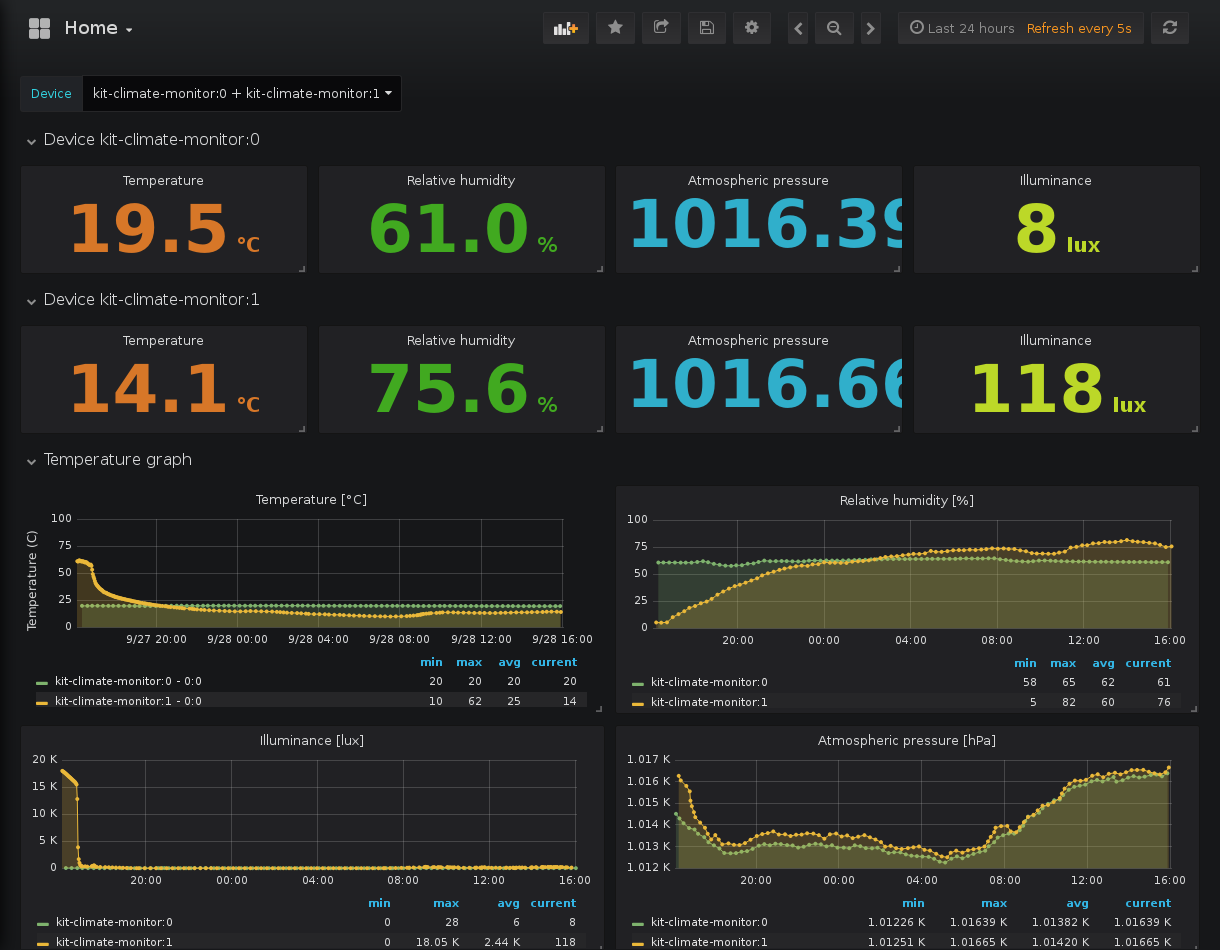 Home
Last 24 hours Refresh every 5s
Device kit-climate-monitor:0 + kit-climate-monitor:1
Device kit-climate-monitor:0
Temperature Relative humidity Atmospheric pressure Illuminance
19.5 °C 61.0 % 1016.39 8 lux
Device kit-climate-monitor:1
Temperature Relative humidity Atmospheric pressure Illuminance
14.1 °C 75.6 % 1016.66 118 lux
Temperature graph
Temperature [°C]
Temperature (C)
100
75
50
25
0
9/27 20:00 9/28 00:00 9/28 04:00 9/28 08:00 9/28 12:00 9/28 16:00
min max avg current
kit-climate-monitor:0 - 0:0 20 20 20 20
kit-climate-monitor:1 - 0:0 10 62 25 14
Relative humidity [%]
100
75
50
25
0
20:00 00:00 04:00 08:00 12:00 16:00
min max avg current
kit-climate-monitor:0 58 65 62 61
kit-climate-monitor:1 5 82 60 76
Illuminance [lux]
20 K
15 K
10 K
5 K
0
20:00 00:00 04:00 08:00 12:00 16:00
min max avg current
kit-climate-monitor:0 0 28 6 8
kit-climate-monitor:1 0 18.05 K 2.44 K 118
Atmospheric pressure [hPa]
1.017 K
1.016 K
1.015 K
1.014 K
1.013 K
1.012 K
20:00 00:00 04:00 08:00 12:00 16:00
min max avg current
kit-climate-monitor:0 1.01226 K 1.01639 K 1.01382 K 1.01639 K
kit-climate-monitor:1 1.01251 K 1.01665 K 1.01420 K 1.01665 K